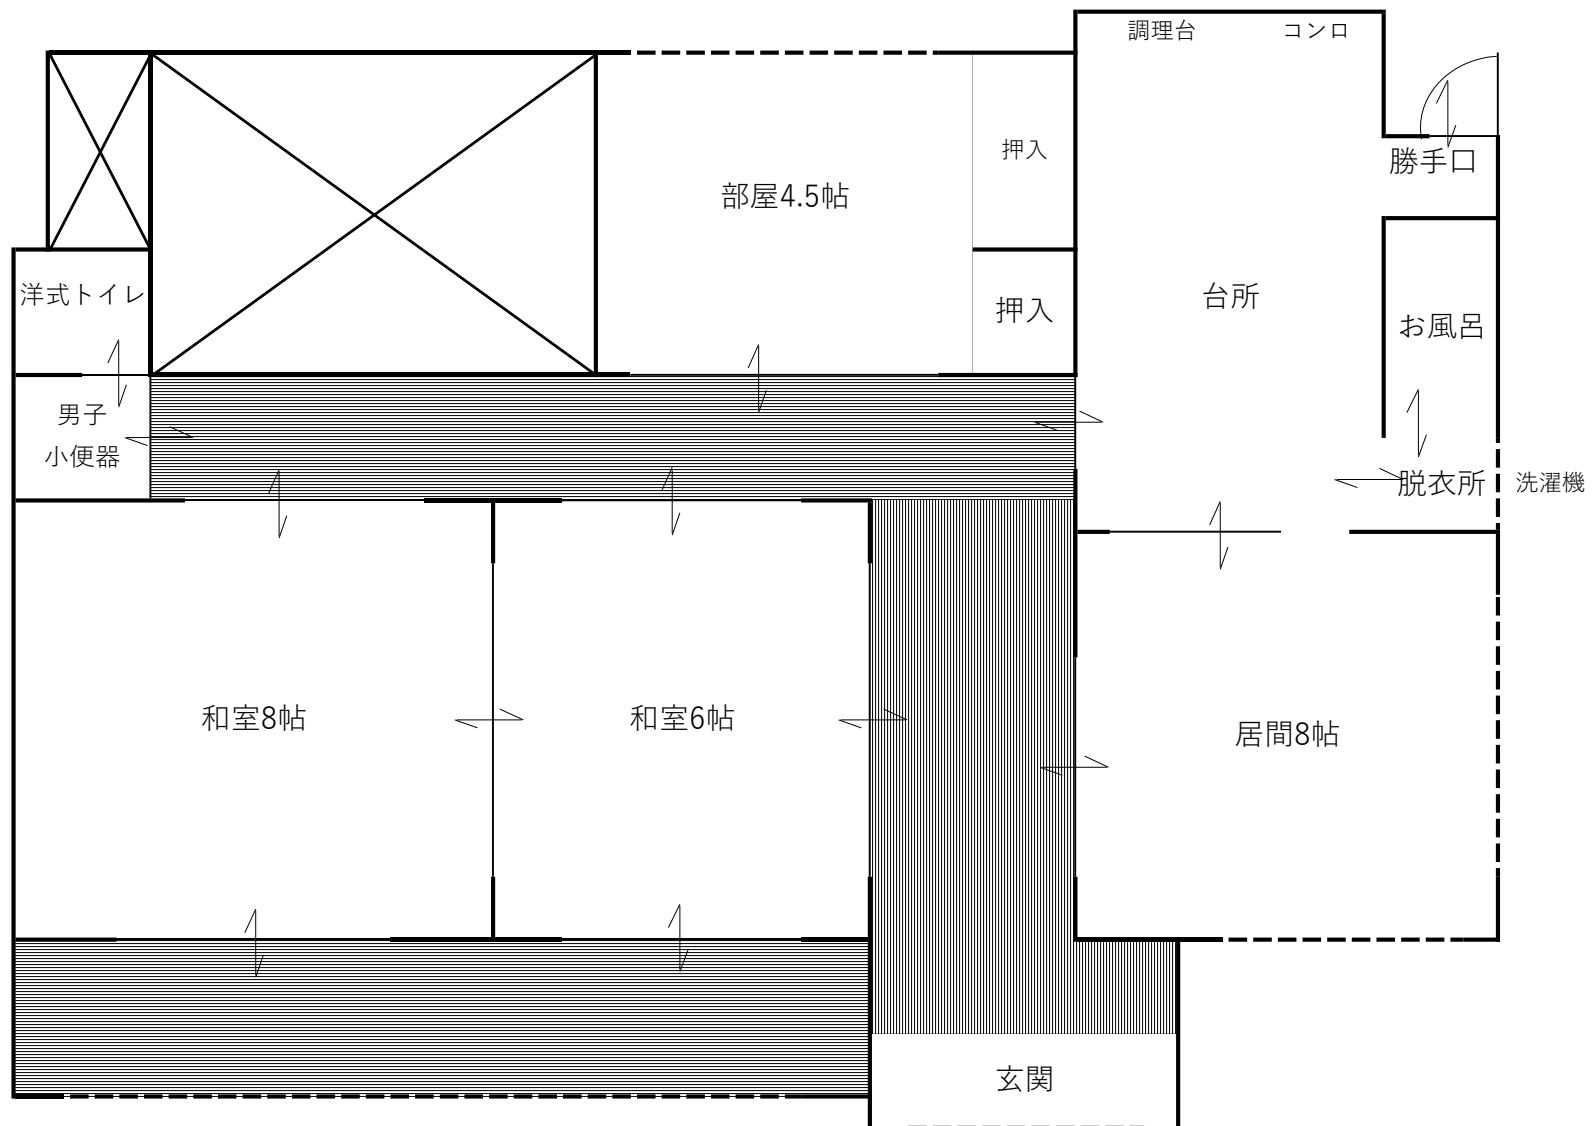 調理台 コンロ
押入
勝手口
部屋4.5帖
洋式トイレ
押入
台所
お風呂
男子
小便器
脱衣所
洗濯機
和室8帖
和室6帖
居間8帖
玄関